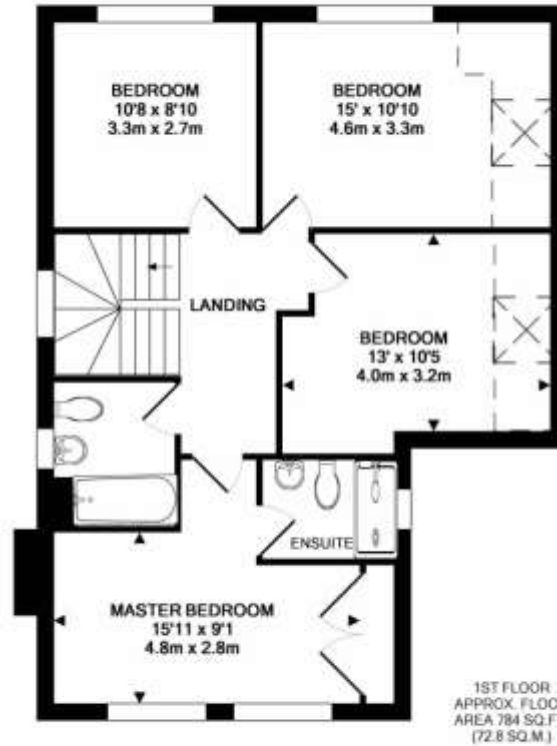 BEDROOM
10'8 x 8'10
3.3m x 2.7m
BEDROOM
15' x 10'10
4.6m x 3.3m
LANDING
BEDROOM
13' x 10'5
4.0m x 3.2m
ENSUITE
MASTER BEDROOM
15'11 x 9'1
4.8m x 2.8m
1ST FLOOR
APPROX. FLOO
AREA 784 SQ.F
(72.8 SQ.M.)